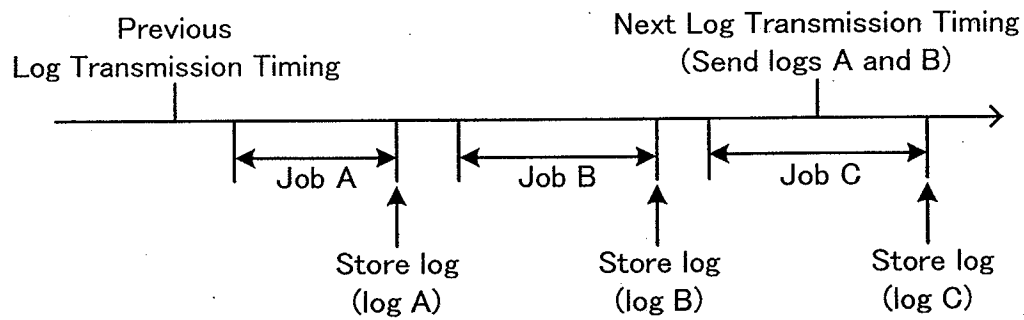 Previous
Log Transmission Timing
Next Log Transmission Timing
(Send logs A and B)
Job A
Job B
Job C
Store log
(log A)
Store log
(log B)
Store log
(log C)